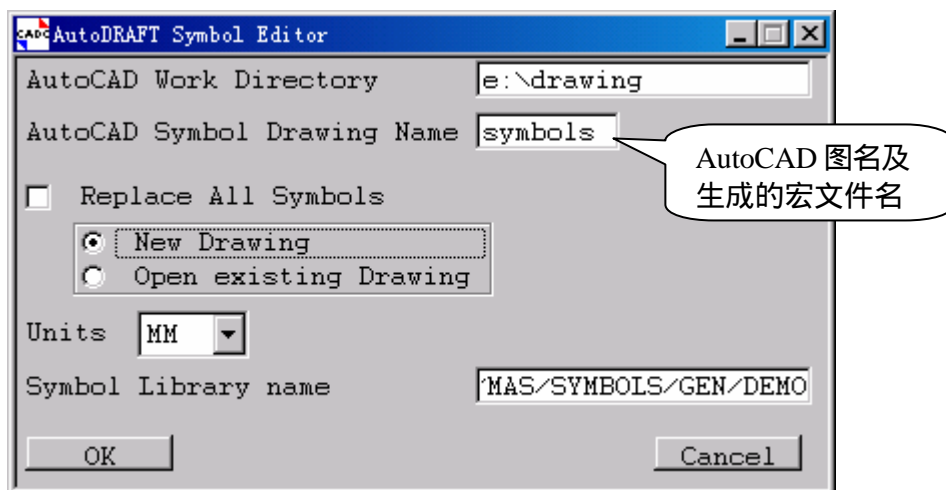 CADC AutoDRAFT Symbol Editor
AutoCAD Work Directory e:\drawing
AutoCAD Symbol Drawing Name symbols
AutoCAD 图名及
生成的宏文件名
Replace All Symbols
New Drawing
Open existing Drawing
Units MM
Symbol Library name MAS/SYMBOLS/GEN/DEMO
OK Cancel